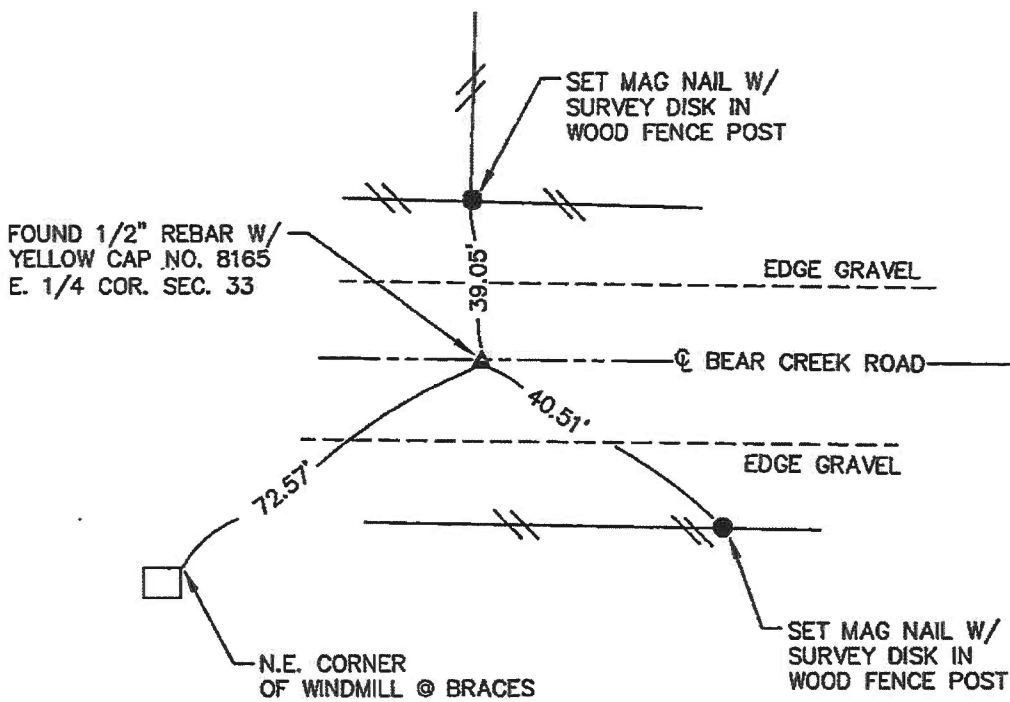 SET MAG NAIL W/
SURVEY DISK IN
WOOD FENCE POST
FOUND 1/2" REBAR W/
YELLOW CAP NO. 8165
E. 1/4 COR. SEC. 33
39.05'
EDGE GRAVEL
℄ BEAR CREEK ROAD
40.51'
EDGE GRAVEL
72.57'
SET MAG NAIL W/
SURVEY DISK IN
WOOD FENCE POST
N.E. CORNER
OF WINDMILL @ BRACES